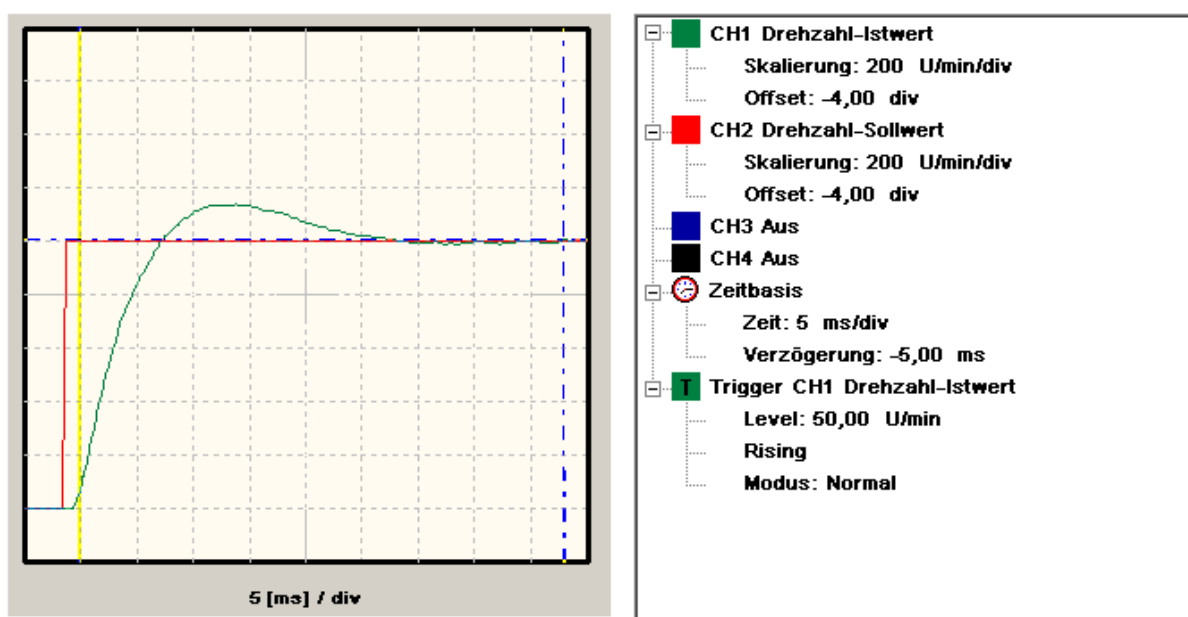 5 [ms] / div
CH1 Drehzahl-Istwert
Skalierung: 200 U/min/div
Offset: -4,00 div
CH2 Drehzahl-Sollwert
Skalierung: 200 U/min/div
Offset: -4,00 div
CH3 Aus
CH4 Aus
Zeitbasis
Zeit: 5 ms/div
Verzögerung: -5,00 ms
T Trigger CH1 Drehzahl-Istwert
Level: 50,00 U/min
Rising
Modus: Normal